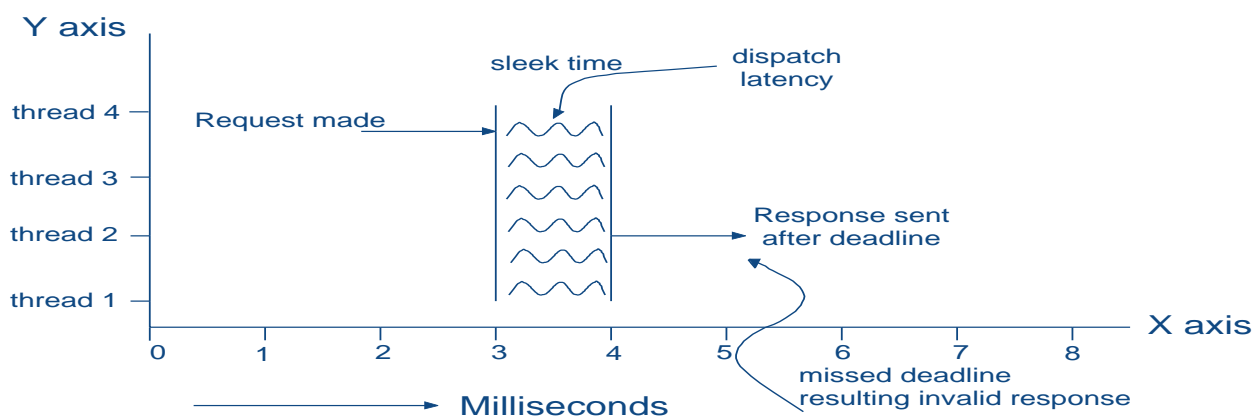 Y axis
sleek time
dispatch
latency
thread 4
Request made
thread 3
thread 2
Response sent
after deadline
thread 1
X axis
0 1 2 3 4 5 6 7 8
missed deadline
resulting invalid response
Milliseconds